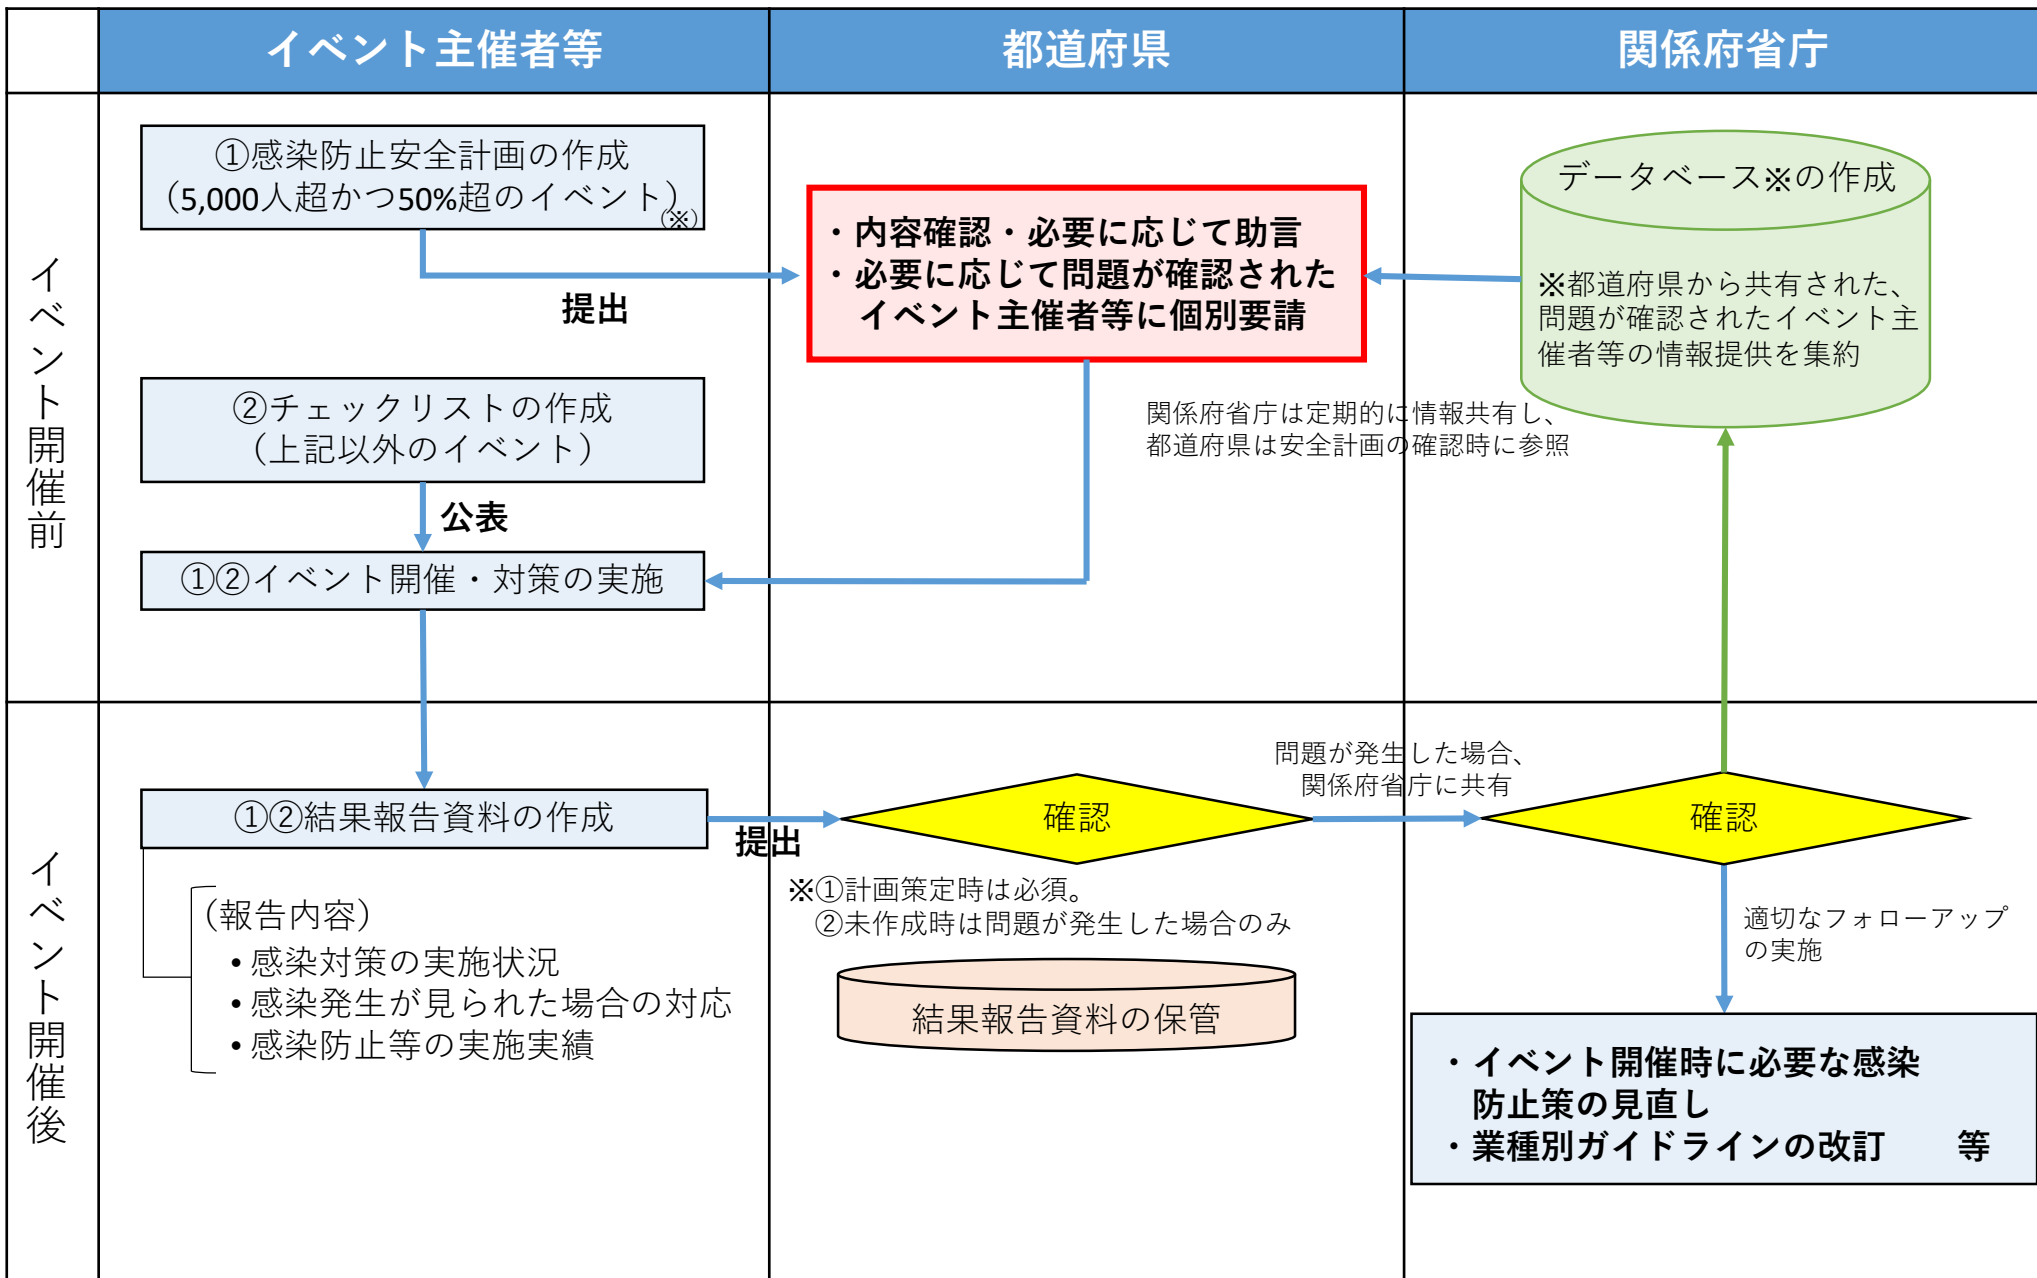 イベント主催者等
都道府県
関係府省庁
イベント開催前
①感染防止安全計画の作成
（5,000人超かつ50%超のイベント）
（※）
提出
②チェックリストの作成
（上記以外のイベント）
公表
①②イベント開催・対策の実施
・内容確認・必要に応じて助言
・必要に応じて問題が確認された
イベント主催者等に個別要請
関係府省庁は定期的に情報共有し、
都道府県は安全計画の確認時に参照
データベース※の作成
※都道府県から共有された、
問題が確認されたイベント主
催者等の情報提供を集約
イベント開催後
①②結果報告資料の作成
提出
（報告内容）
•感染対策の実施状況
•感染発生が見られた場合の対応
•感染防止等の実施実績
確認
※①計画策定時は必須。
②未作成時は問題が発生した場合のみ
結果報告資料の保管
問題が発生した場合、
関係府省庁に共有
確認
適切なフォローアップ
の実施
・イベント開催時に必要な感染
防止策の見直し
・業種別ガイドラインの改訂　　等